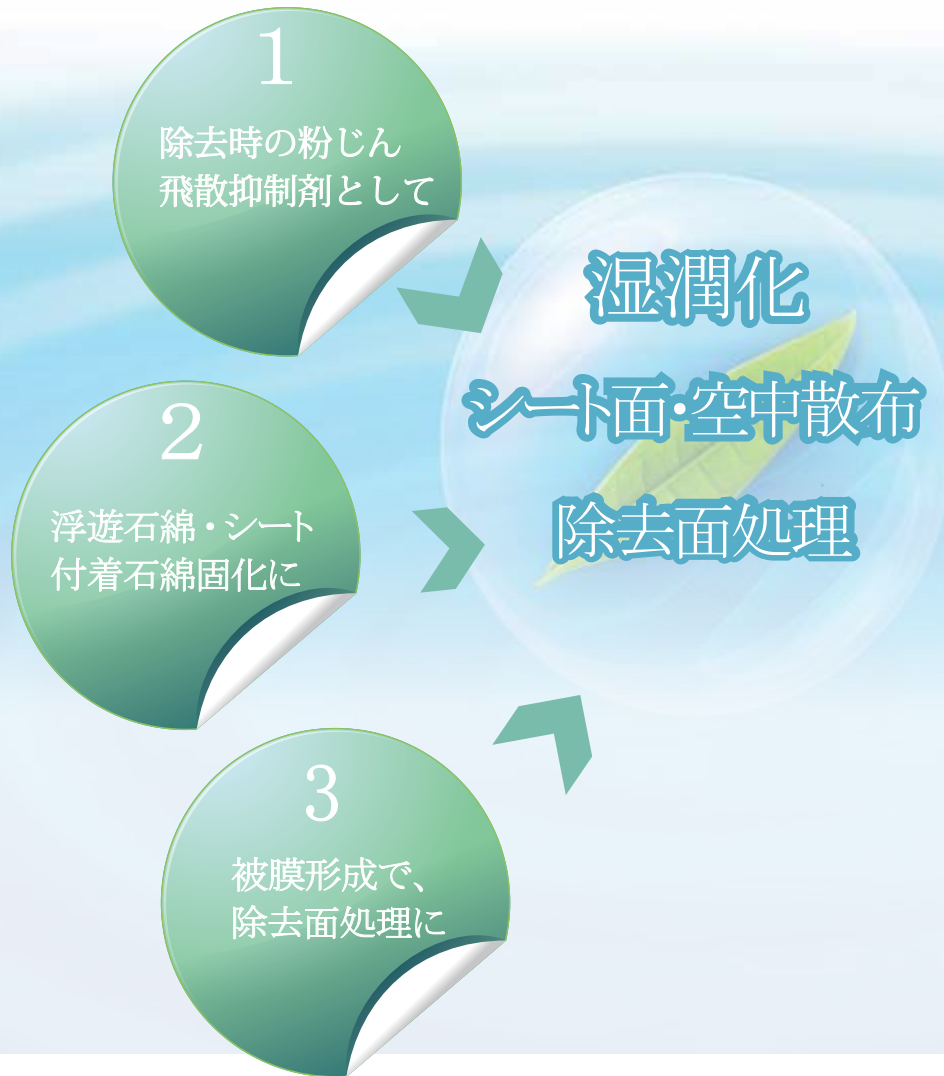 1
除去時の粉じん
飛散抑制剤として
2
浮遊石綿・シート
付着石綿固化に
3
被膜形成で、
除去面処理に
湿潤化
シート面・空中散布
除去面処理